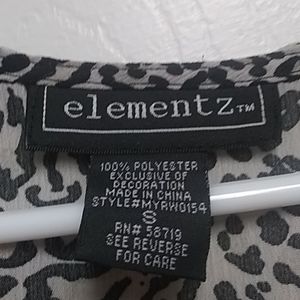 elementz™
100% POLYESTER
EXCLUSIVE OF
DECORATION
MADE IN CHINA
STYLE#MYRW0154
S
RN# 58719
SEE REVERSE
FOR CARE